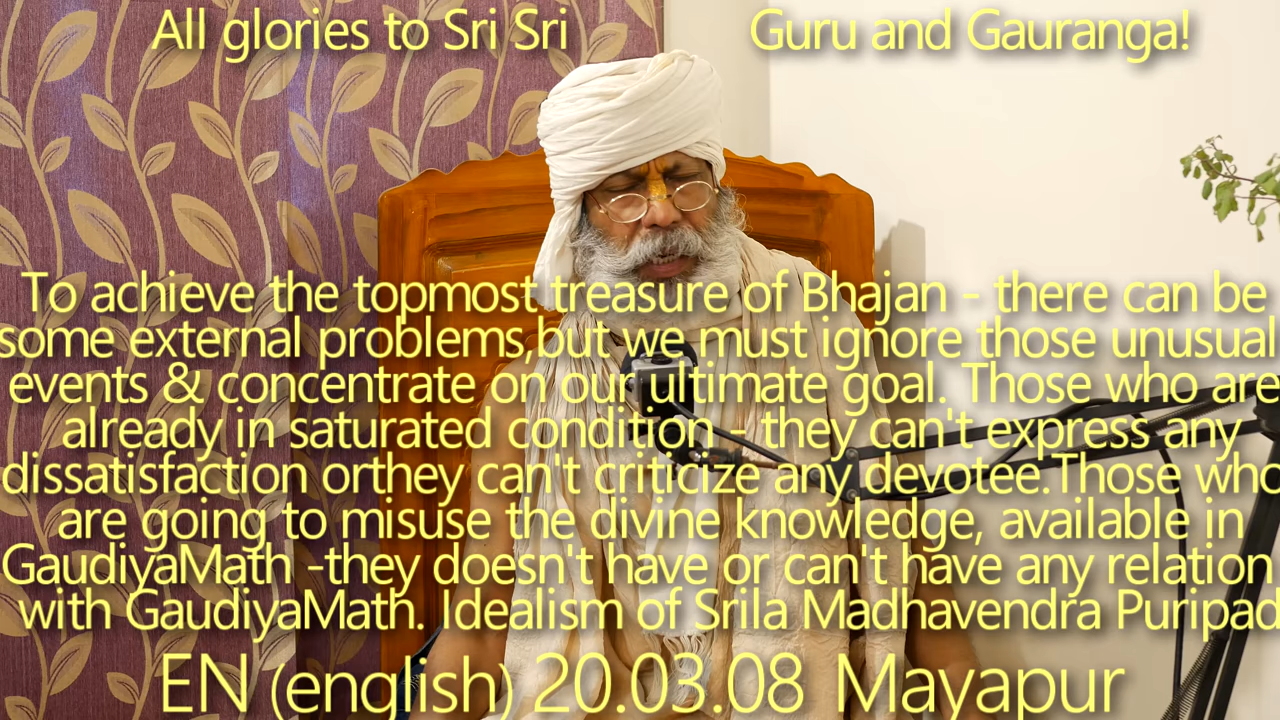 All glories to Sri Sri Guru and Gauranga!
To achieve the topmost treasure of Bhajan - there can be
some external problems,but we must ignore those unusual
events & concentrate on our ultimate goal. Those who are
already in saturated condition - they can't express any
dissatisfaction orthey can't criticize any devotee.Those who
are going to misuse the divine knowledge, available in
GaudiyaMath -they doesn't have or can't have any relation
with GaudiyaMath. Idealism of Srila Madhavendra Puripad
EN (english) 20.03.08 Mayapur